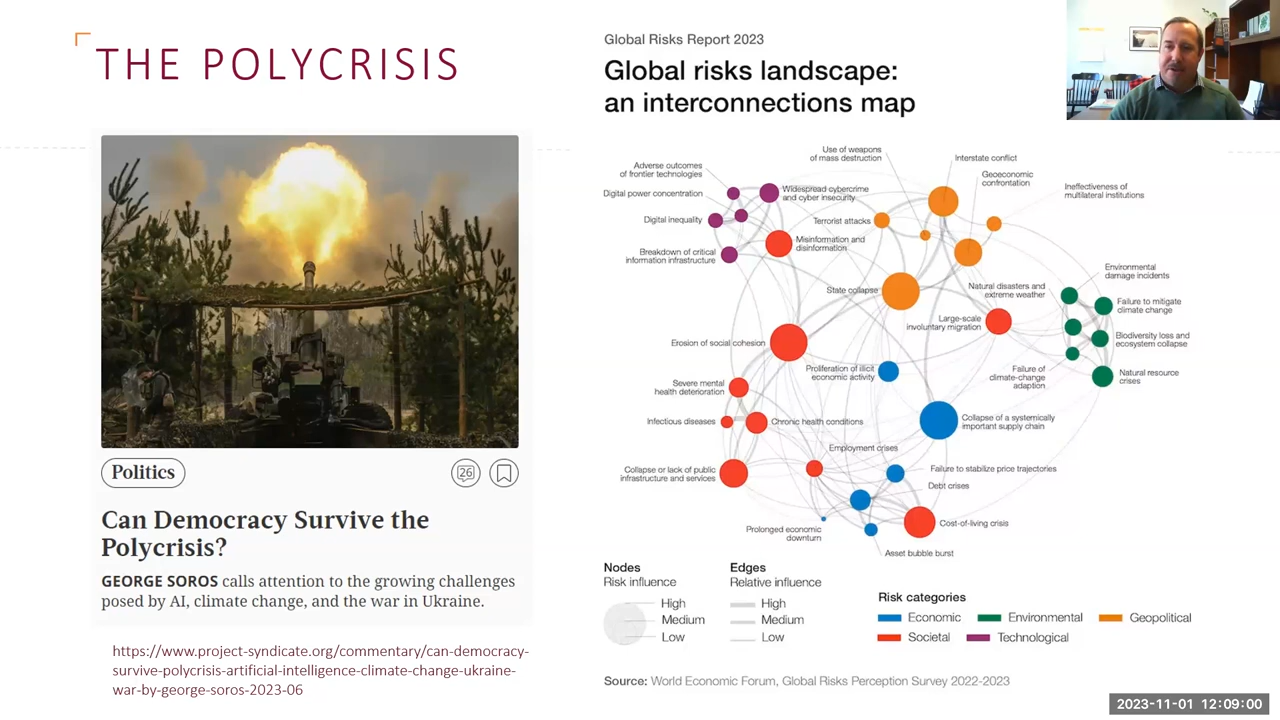 THE POLYCRISIS
Politics
26
Can Democracy Survive the
Polycrisis?
GEORGE SOROS calls attention to the growing challenges
posed by AI, climate change, and the war in Ukraine.
https://www.project-syndicate.org/commentary/can-democracy-
survive-polycrisis-artificial-intelligence-climate-change-ukraine-
war-by-george-soros-2023-06
Global Risks Report 2023
Global risks landscape:
an interconnections map
Use of weapons
of mass destruction
Interstate conflict
Adverse outcomes
of frontier technologies
Geoeconomic
confrontation
Ineffectiveness of
multilateral institutions
Digital power concentration
Widespread cybercrime
and cyber insecurity
Digital inequality
Terrorist attacks
Misinformation and
disinformation
Breakdown of critical
information infrastructure
State collapse
Natural disasters and
extreme weather
Environmental
damage incidents
Failure to mitigate
climate change
Large-scale
involuntary migration
Biodiversity loss and
ecosystem collapse
Erosion of social cohesion
Proliferation of illicit
economic activity
Failure of
climate-change
adaption
Natural resource
crises
Severe mental
health deterioration
Infectious diseases
Chronic health conditions
Collapse of a systemically
important supply chain
Employment crises
Collapse or lack of public
infrastructure and services
Failure to stabilize price trajectories
Debt crises
Prolonged economic
downturn
Cost-of-living crisis
Asset bubble burst
Nodes
Risk influence
High
Medium
Low
Edges
Relative influence
High
Medium
Low
Risk categories
Economic
Environmental
Geopolitical
Societal
Technological
Source: World Economic Forum, Global Risks Perception Survey 2022-2023
2023-11-01 12:09:00